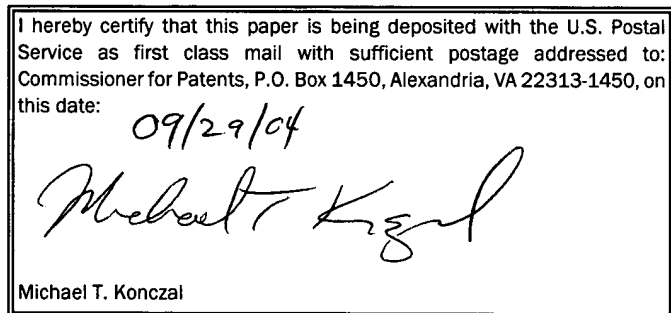 I hereby certify that this paper is being deposited with the U.S. Postal
Service as first class mail with sufficient postage addressed to:
Commissioner for Patents, P.O. Box 1450, Alexandria, VA 22313-1450, on
this date:
09/29/04
Michael T Konczal
Michael T. Konczal